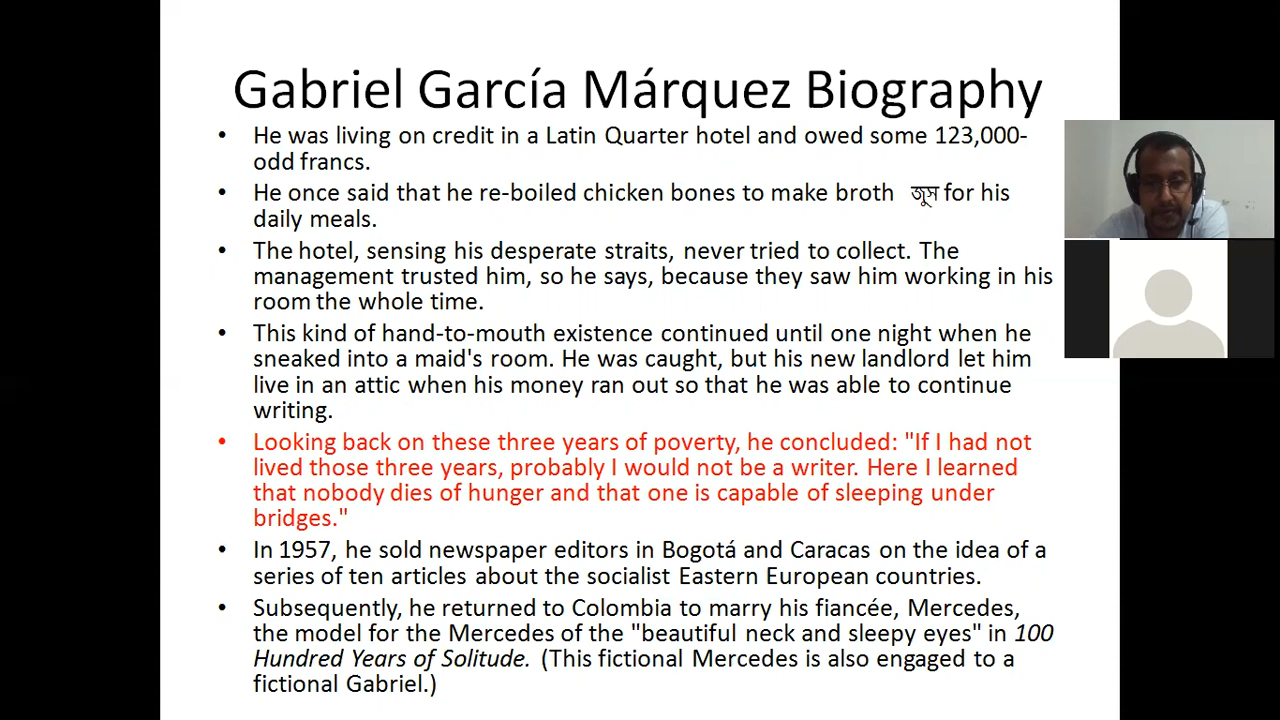 Gabriel García Márquez Biography
• He was living on credit in a Latin Quarter hotel and owed some 123,000-
odd francs.
• He once said that he re-boiled chicken bones to make broth জুস for his
daily meals.
• The hotel, sensing his desperate straits, never tried to collect. The
management trusted him, so he says, because they saw him working in his
room the whole time.
• This kind of hand-to-mouth existence continued until one night when he
sneaked into a maid's room. He was caught, but his new landlord let him
live in an attic when his money ran out so that he was able to continue
writing.
• Looking back on these three years of poverty, he concluded: "If I had not
lived those three years, probably I would not be a writer. Here I learned
that nobody dies of hunger and that one is capable of sleeping under
bridges."
• In 1957, he sold newspaper editors in Bogotá and Caracas on the idea of a
series of ten articles about the socialist Eastern European countries.
• Subsequently, he returned to Colombia to marry his fiancée, Mercedes,
the model for the Mercedes of the "beautiful neck and sleepy eyes" in 100
Hundred Years of Solitude. (This fictional Mercedes is also engaged to a
fictional Gabriel.)